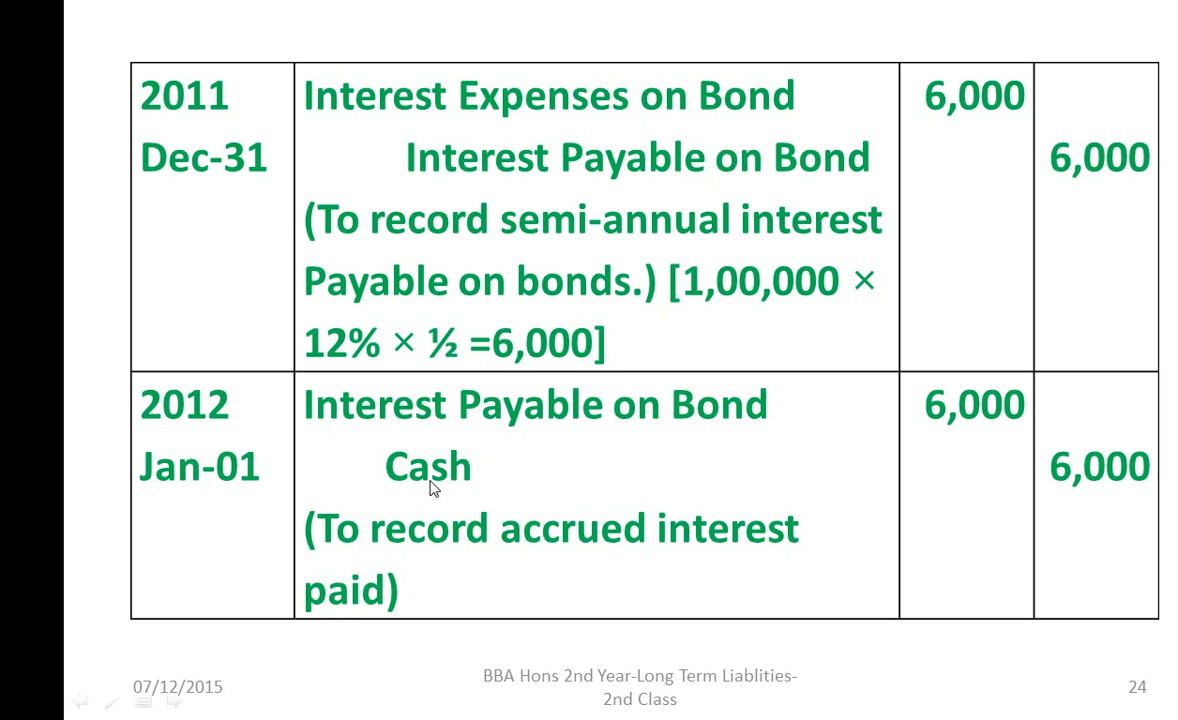 2011 Interest Expenses on Bond 6,000
Dec-31 Interest Payable on Bond 6,000
(To record semi-annual interest
Payable on bonds.) [1,00,000 ×
12% × ½ =6,000]
2012 Interest Payable on Bond 6,000
Jan-01 Cash 6,000
(To record accrued interest
paid)
07/12/2015 BBA Hons 2nd Year-Long Term Liablities- 24
2nd Class